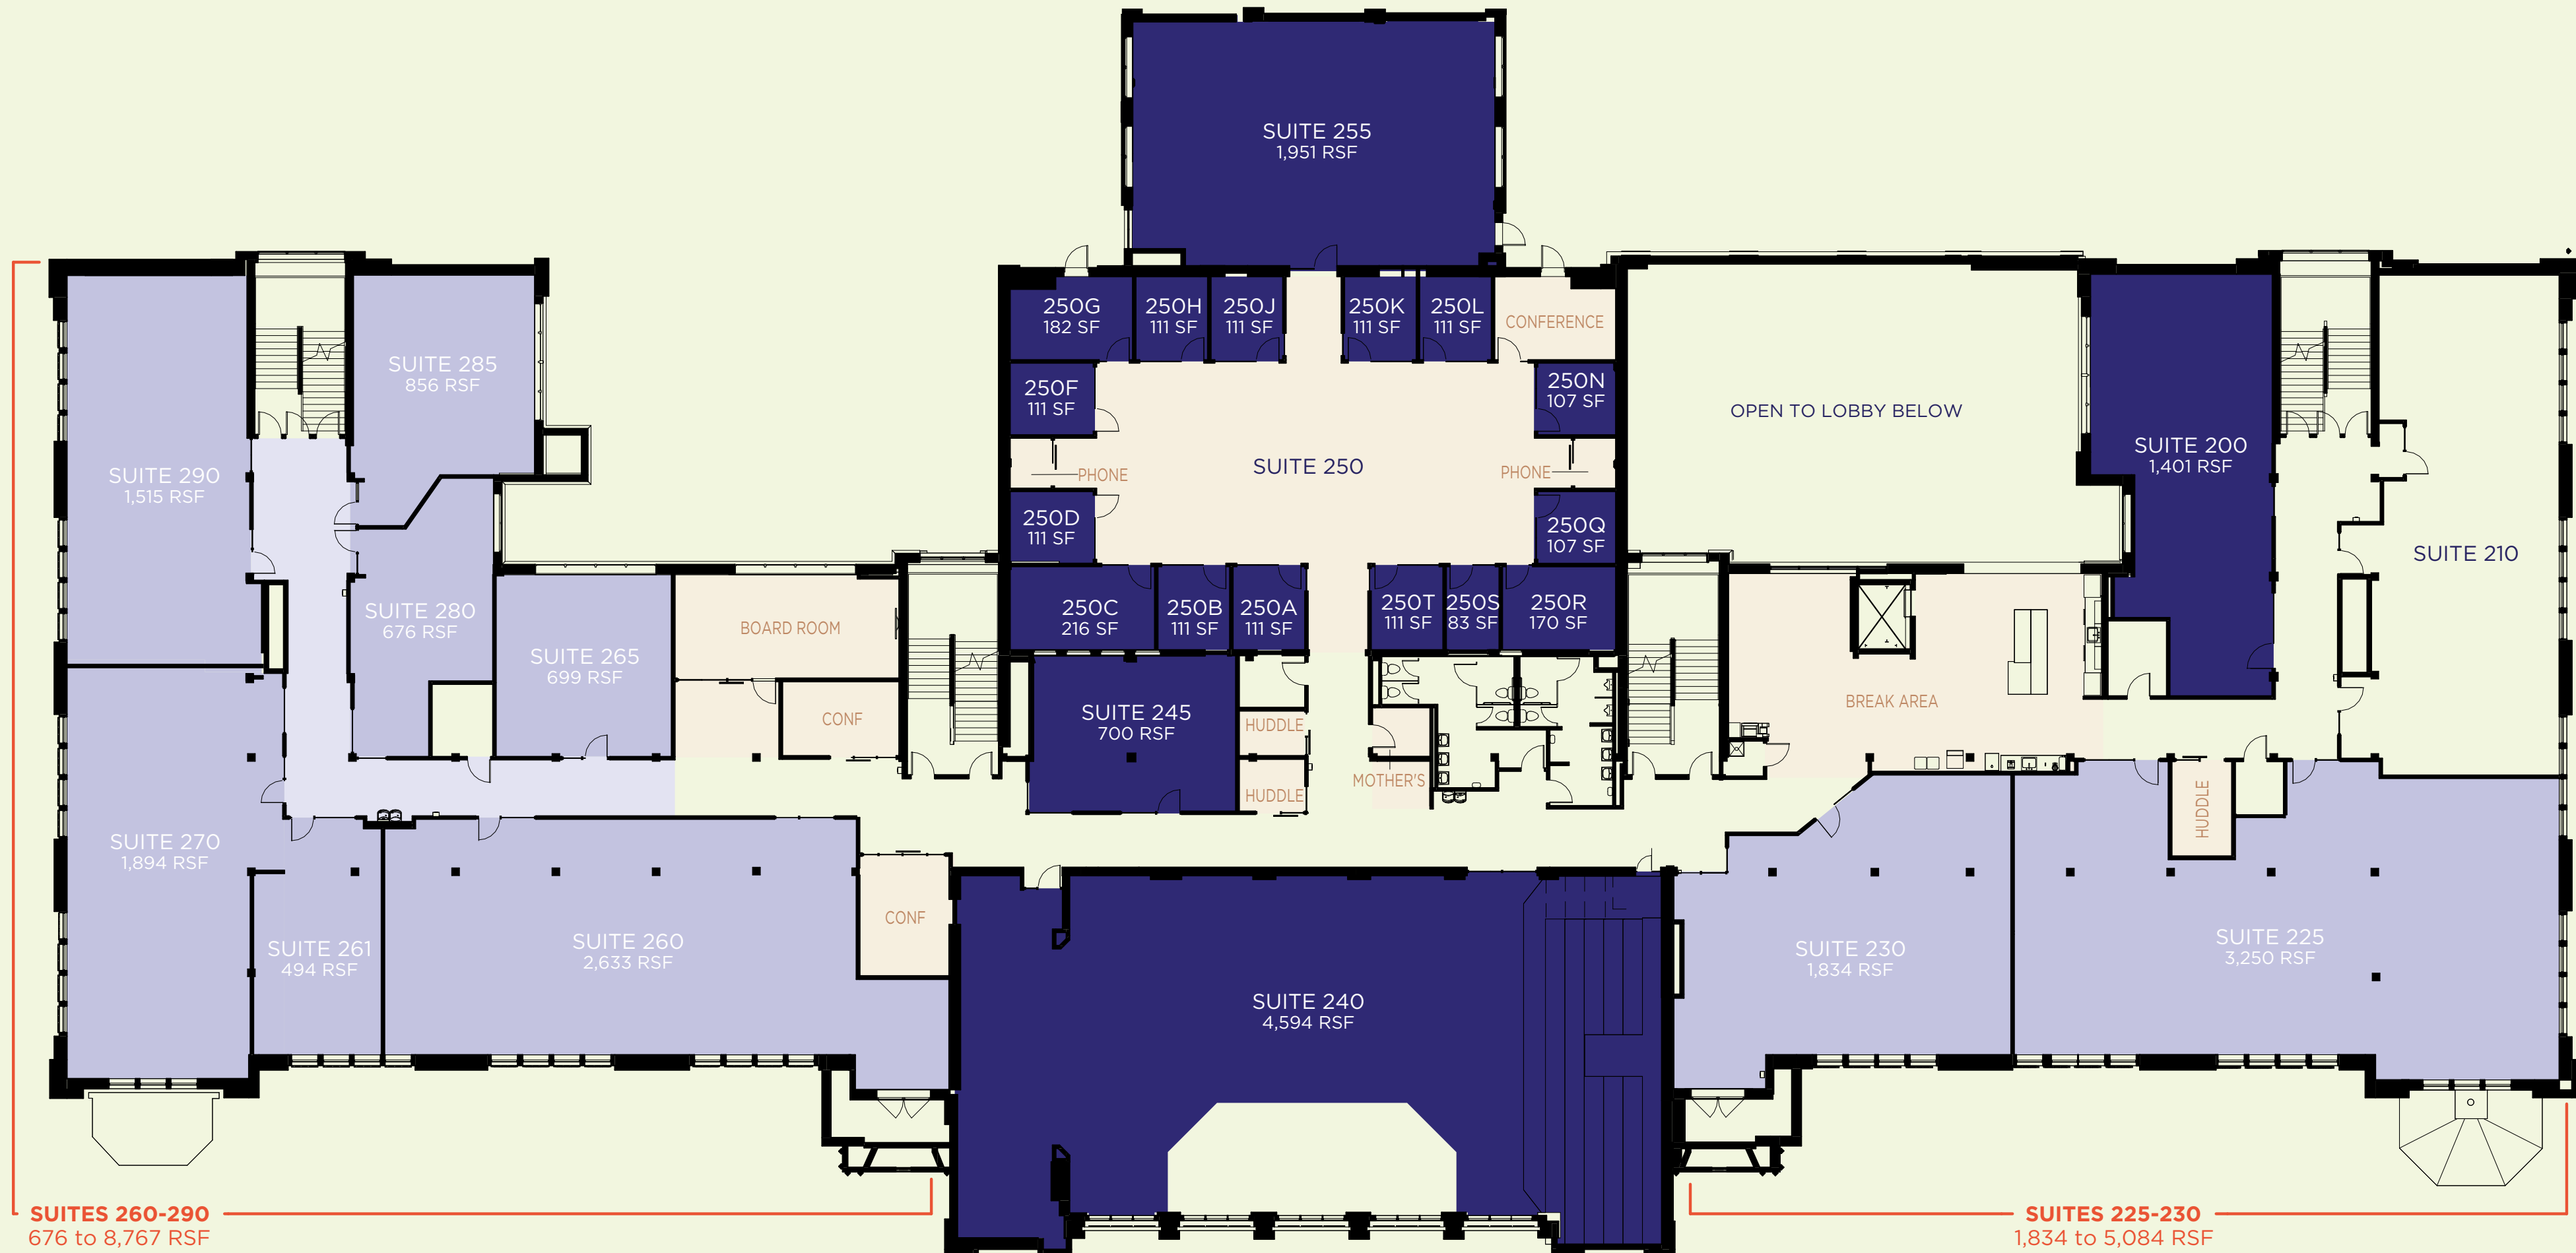 SUITE 255
1,951 RSF
250G
182 SF
250H
111 SF
250J
111 SF
250K
111 SF
250L
111 SF
CONFERENCE
SUITE 285
856 RSF
250F
111 SF
250N
107 SF
OPEN TO LOBBY BELOW
SUITE 200
1,401 RSF
SUITE 290
1,515 RSF
PHONE
SUITE 250
PHONE
250D
111 SF
250Q
107 SF
SUITE 210
SUITE 280
676 RSF
SUITE 265
699 RSF
BOARD ROOM
250C
216 SF
250B
111 SF
250A
111 SF
250T
111 SF
250S
83 SF
250R
170 SF
CONF
SUITE 245
700 RSF
HUDDLE
HUDDLE
MOTHER'S
BREAK AREA
HUDDLE
SUITE 270
1,894 RSF
SUITE 261
494 RSF
SUITE 260
2,633 RSF
CONF
SUITE 240
4,594 RSF
SUITE 230
1,834 RSF
SUITE 225
3,250 RSF
SUITES 260-290
676 to 8,767 RSF
SUITES 225-230
1,834 to 5,084 RSF